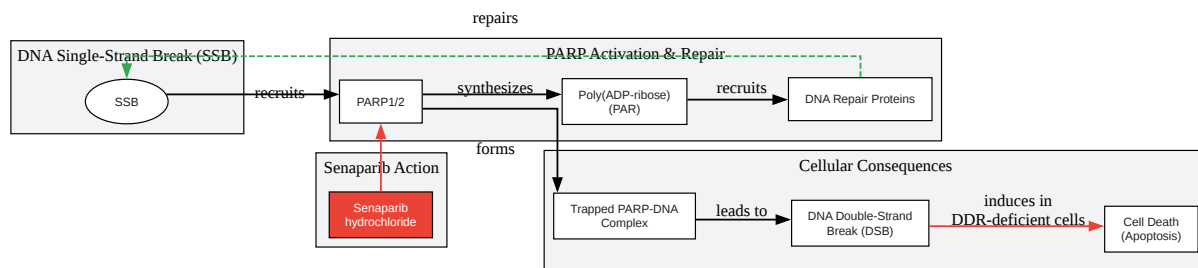 repairs
DNA Single-Strand Break (SSB)
PARP Activation & Repair
SSB
recruits
PARP1/2
synthesizes
Poly(ADP-ribose)
(PAR)
recruits
DNA Repair Proteins
forms
Senaparib Action
Senaparib
hydrochloride
Cellular Consequences
Trapped PARP-DNA
Complex
leads to
DNA Double-Strand
Break (DSB)
induces in
DDR-deficient cells
Cell Death
(Apoptosis)